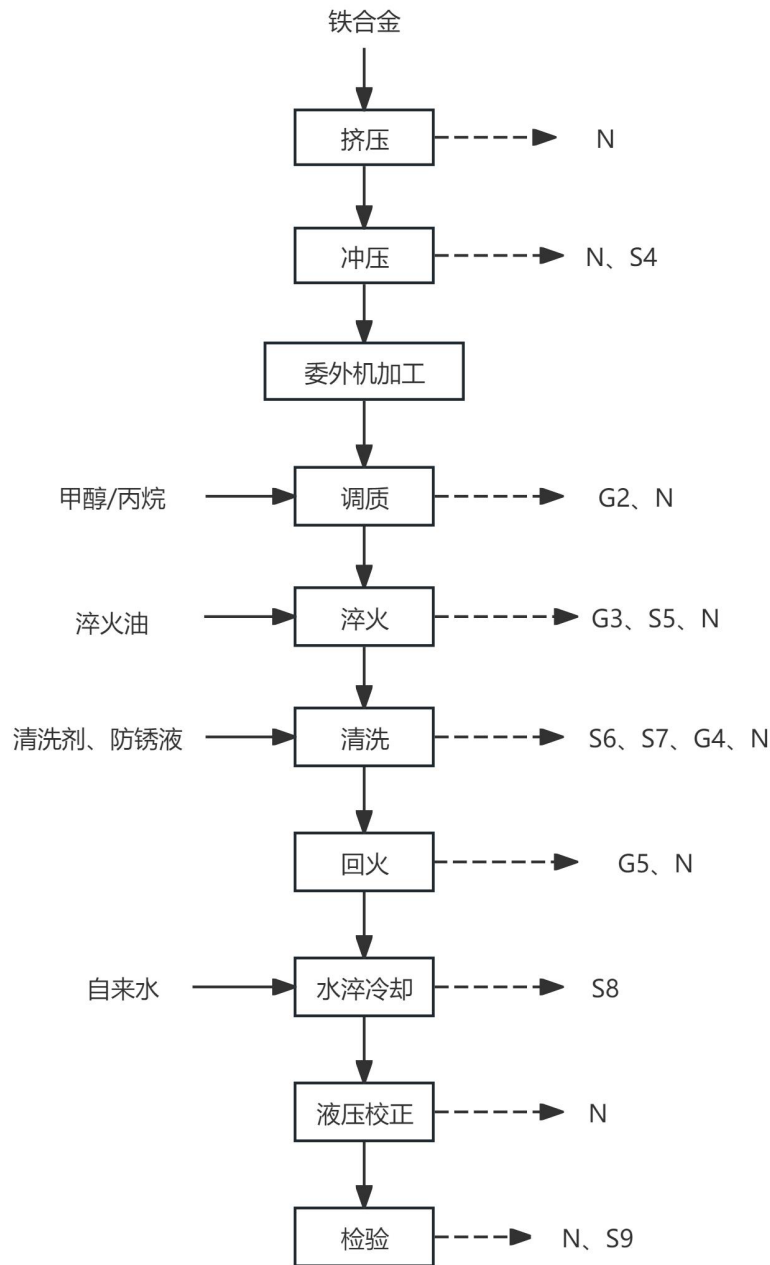 铁合金
挤压 N
冲压 N、S4
委外机加工
甲醇/丙烷 调质 G2、N
淬火油 淬火 G3、S5、N
清洗剂、防锈液 清洗 S6、S7、G4、N
回火 G5、N
自来水 水淬冷却 S8
液压校正 N
检验 N、S9